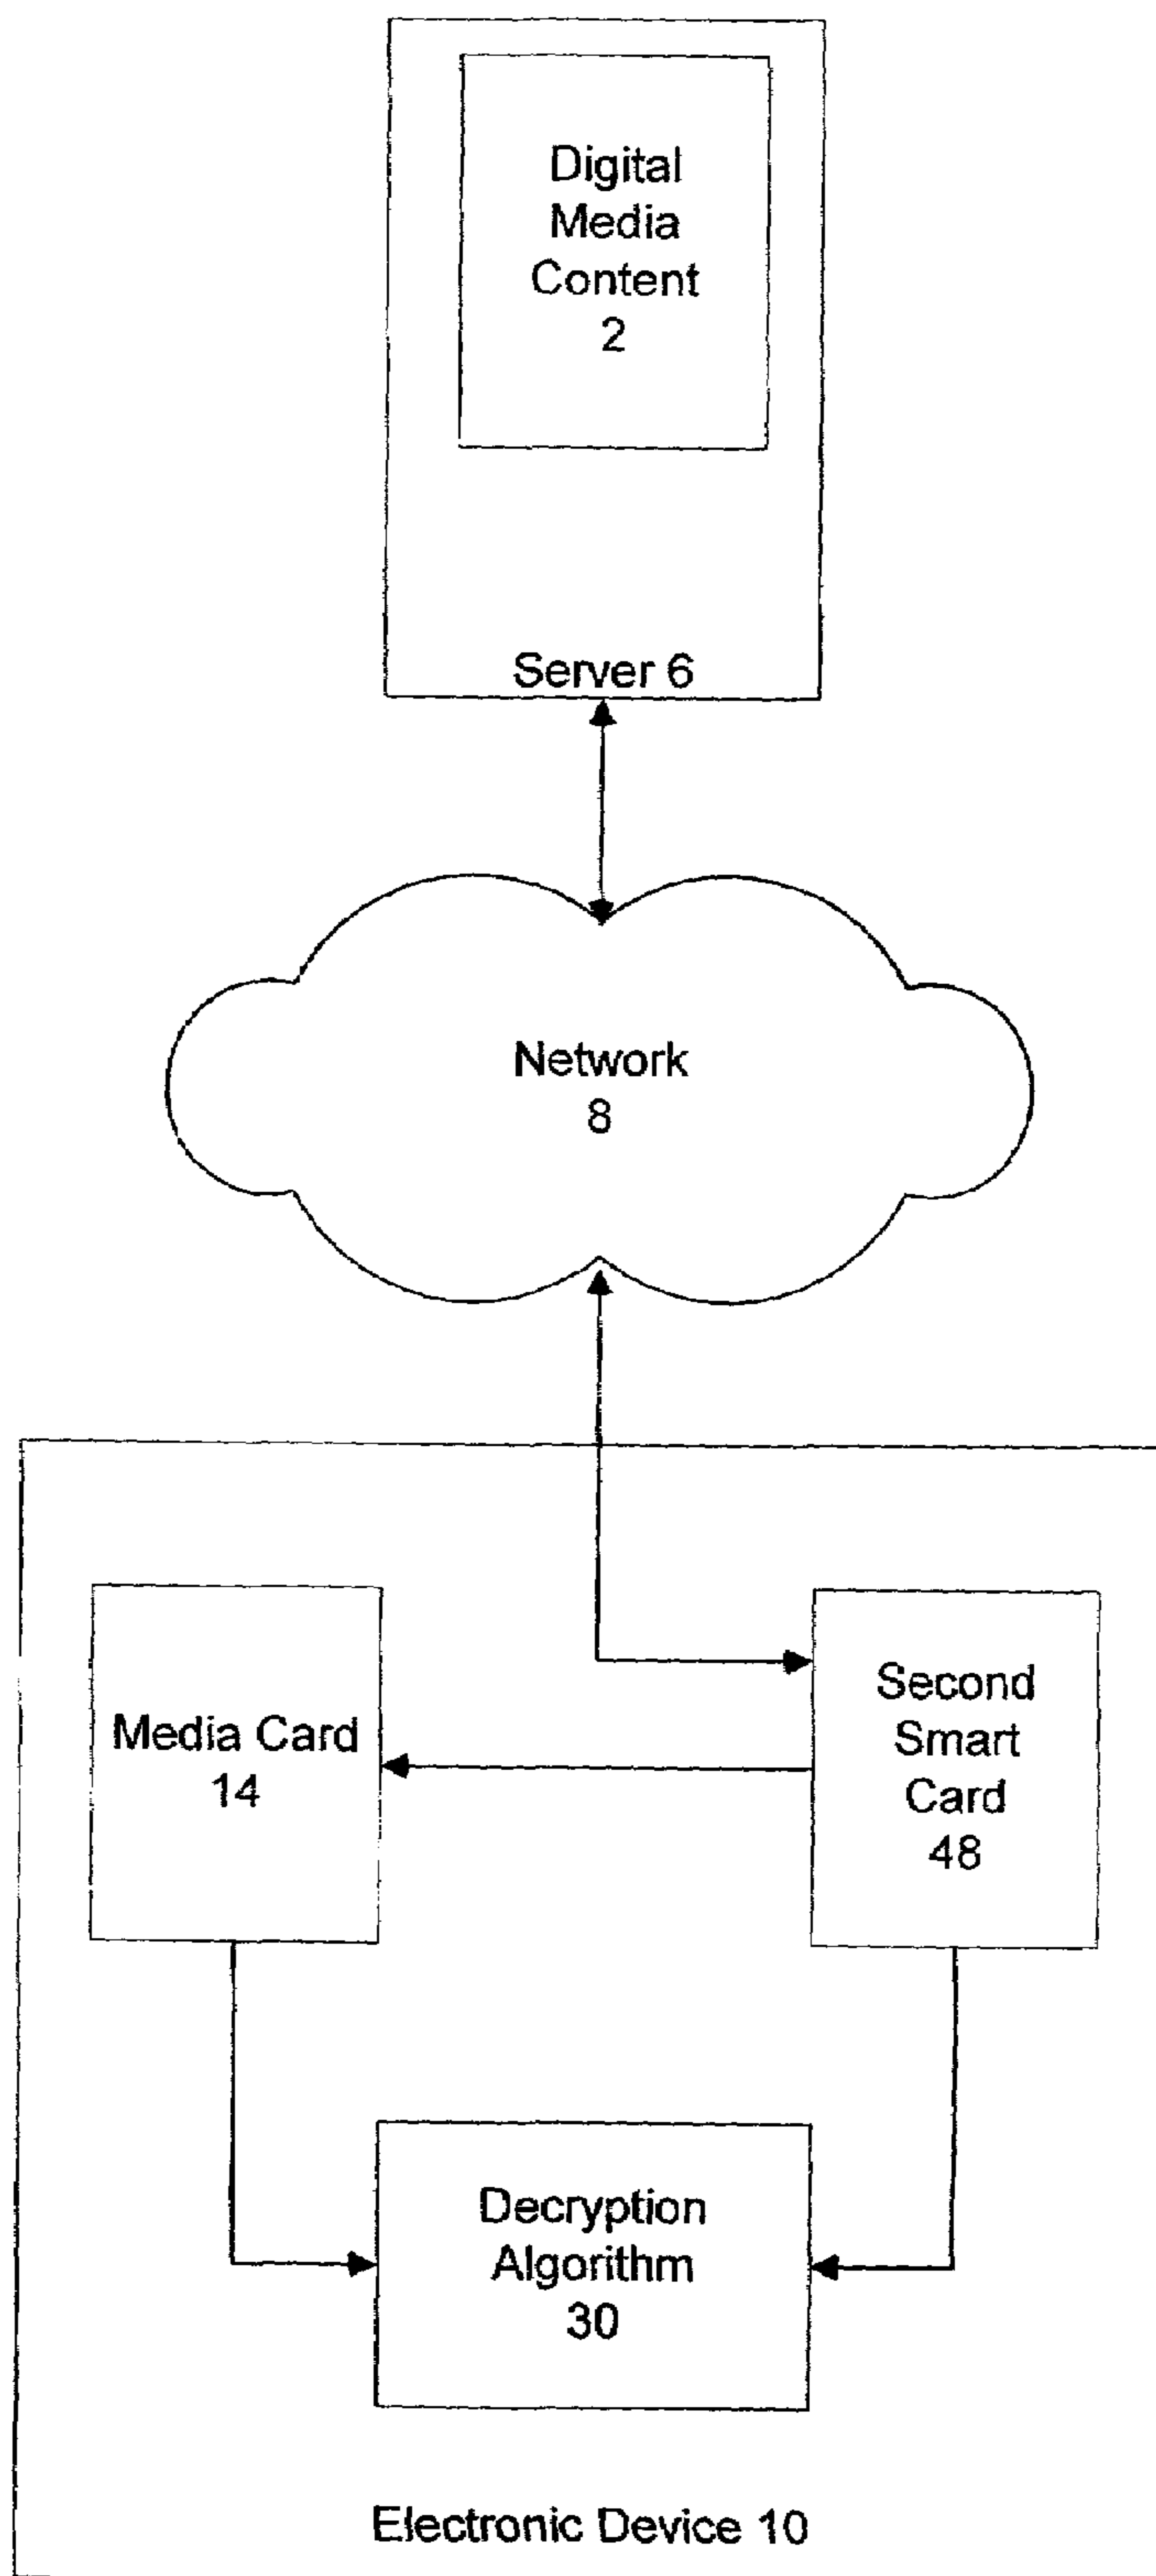 Digital
Media
Content
2
Server 6
Network
8
Media Card
14
Second
Smart
Card
48
Decryption
Algorithm
30
Electronic Device 10